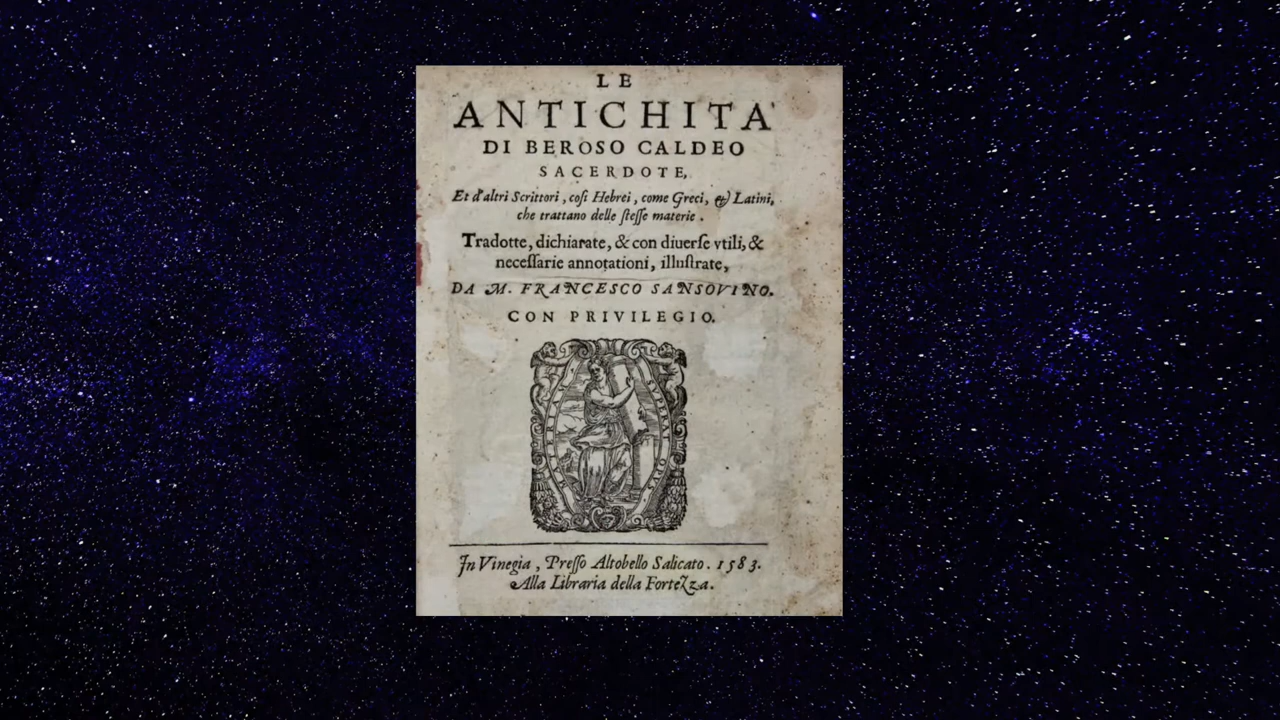 LE
ANTICHITA'
DI BEROSO CALDEO
SACERDOTE,
Et d'altri Scrittori, coſi Hebrei, come Greci, & Latini,
che trattano delle ſteſſe materie.
Tradotte, dichiarate, & con diuerſe vtili, &
neceſſarie annotationi, illuſtrate,
DA M. FRANCESCO SANSOVINO.
CON PRIVILEGIO.
In Vinegia, Preſſo Altobello Salicato. 1583.
Alla Libraria della Fortezza.